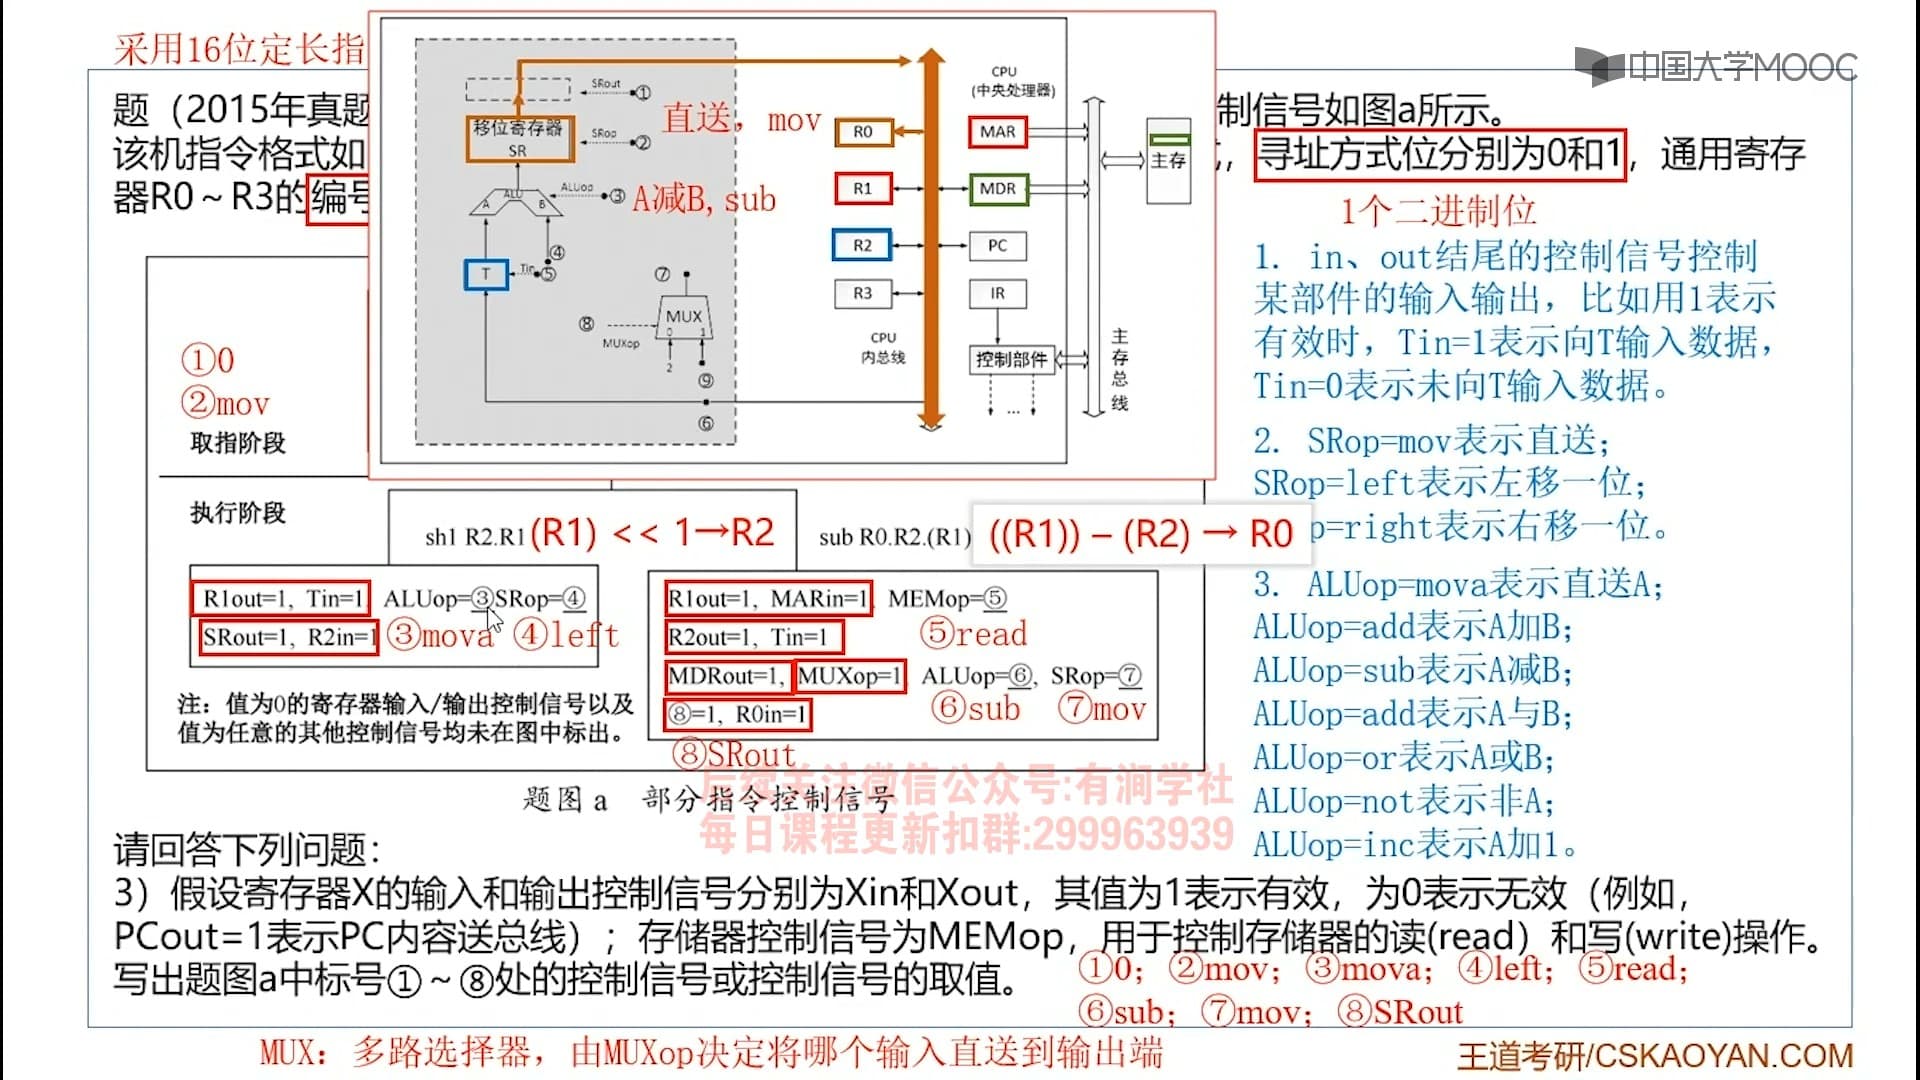 采用16位定长指
中国大学MOOC
题（2015年真题
制信号如图a所示。
该机指令格式如
寻址方式位分别为0和1，通用寄存
器R0～R3的编号
1个二进制位
SRout ①
移位寄存器
SR
SRop ②
直送，mov
ALU
A B
ALUop ③
A减B,sub
④
T
Tin ⑤
⑦
MUX
0 1
⑧
MUXop
2
⑨
⑥
R0
R1
R2
R3
CPU
内总线
CPU
(中央处理器)
MAR
MDR
PC
IR
控制部件
...
主存
主存总线
1. in、out结尾的控制信号控制
某部件的输入输出，比如用1表示
有效时，Tin=1表示向T输入数据，
Tin=0表示未向T输入数据。
2. SRop=mov表示直送；
SRop=left表示左移一位；
p=right表示右移一位。
3. ALUop=mova表示直送A；
ALUop=add表示A加B；
ALUop=sub表示A减B；
ALUop=add表示A与B；
ALUop=or表示A或B；
ALUop=not表示非A；
ALUop=inc表示A加1。
①0
②mov
取指阶段
执行阶段
sh1 R2.R1 (R1) << 1→R2
sub R0.R2.(R1) ((R1)) – (R2) → R0
R1out=1, Tin=1 ALUop=③SRop=④
SRout=1, R2in=1 ③mova ④left
R1out=1, MARin=1 MEMop=⑤
R2out=1, Tin=1 ⑤read
MDRout=1, MUXop=1 ALUop=⑥, SRop=⑦
⑧=1, R0in=1 ⑥sub ⑦mov
⑧SRout
注：值为0的寄存器输入/输出控制信号以及
值为任意的其他控制信号均未在图中标出。
题图 a 部分指令控制信号
后续关注微信公众号:有涧学社
每日课程更新扣群:299963939
请回答下列问题：
3）假设寄存器X的输入和输出控制信号分别为Xin和Xout，其值为1表示有效，为0表示无效（例如，
PCout=1表示PC内容送总线）；存储器控制信号为MEMop，用于控制存储器的读(read）和写(write)操作。
写出题图a中标号①～⑧处的控制信号或控制信号的取值。
①0；②mov；③mova；④left；⑤read；
⑥sub；⑦mov；⑧SRout
MUX：多路选择器，由MUXop决定将哪个输入直送到输出端
王道考研/CSKAOYAN.COM